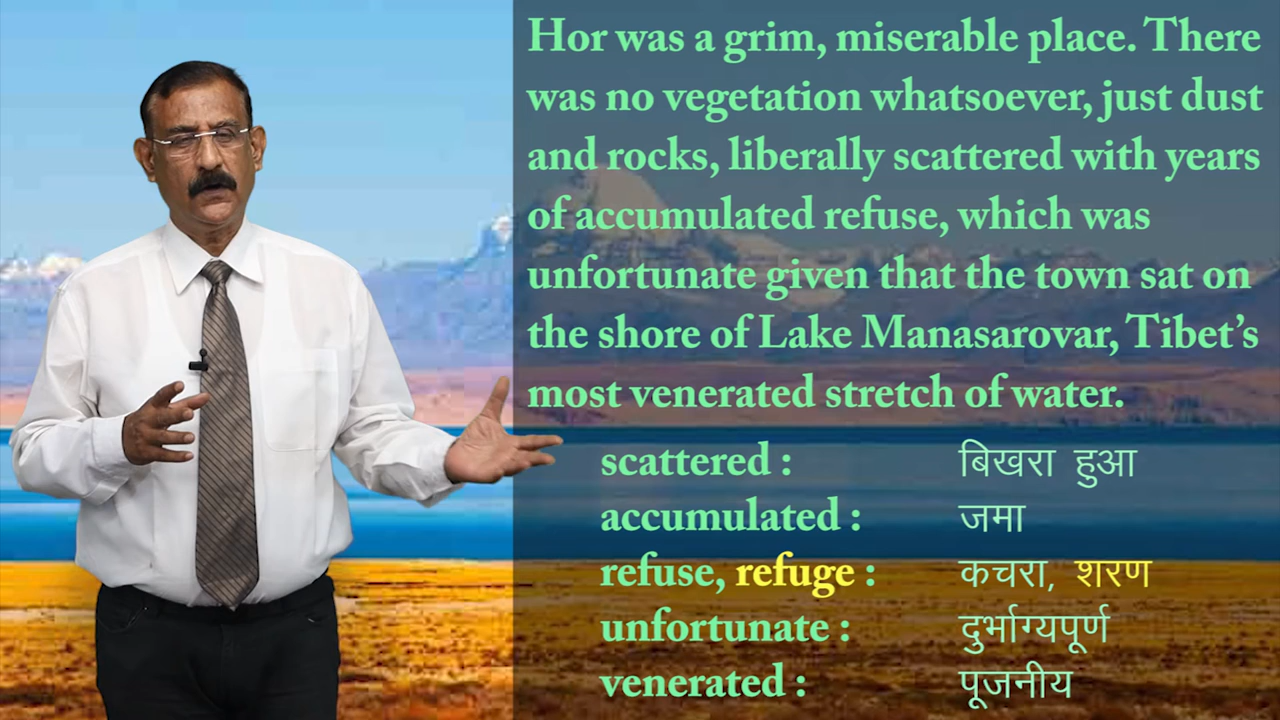 Hor was a grim, miserable place. There
was no vegetation whatsoever, just dust
and rocks, liberally scattered with years
of accumulated refuse, which was
unfortunate given that the town sat on
the shore of Lake Manasarovar, Tibet’s
most venerated stretch of water.
scattered : बिखरा हुआ
accumulated : जमा
refuse, refuge : कचरा, शरण
unfortunate : दुर्भाग्यपूर्ण
venerated : पूजनीय